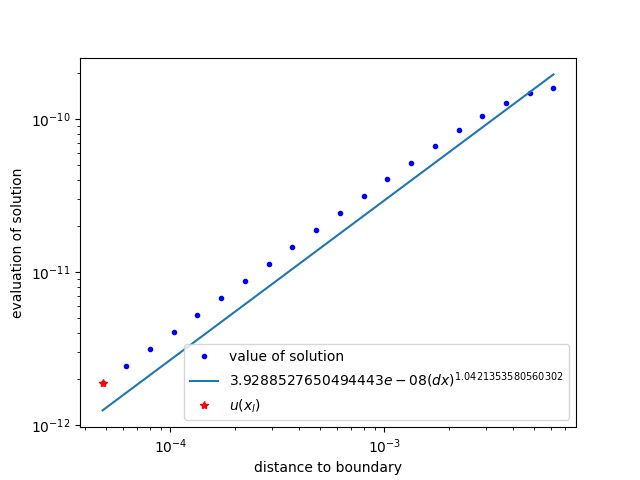 evaluation of solution
10^{-10}
10^{-11}
10^{-12}
10^{-4}
10^{-3}
distance to boundary
value of solution
3.9288527650494443e − 08(dx)^{1.0421353580560302}
u(x_l)